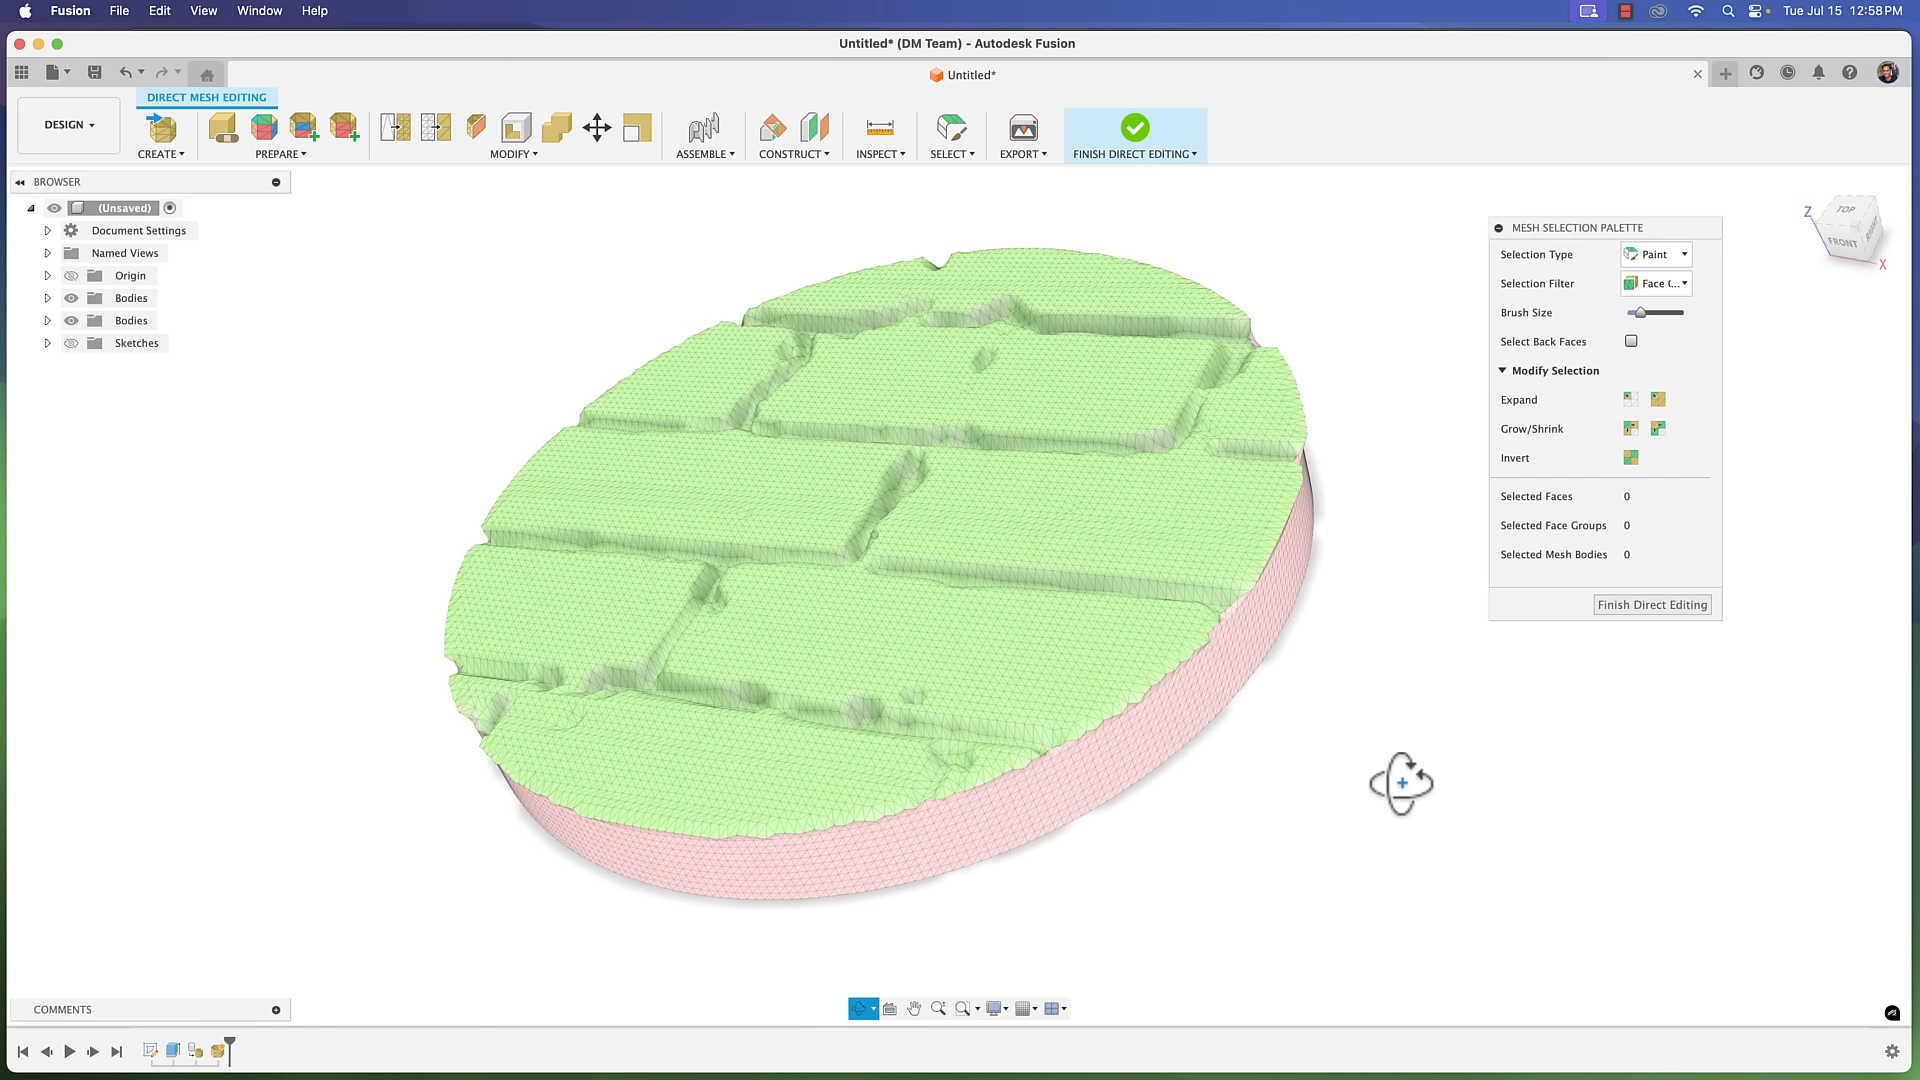 Fusion File Edit View Window Help
Tue Jul 15 12:58 PM
Untitled* (DM Team) - Autodesk Fusion
Untitled*
DIRECT MESH EDITING
DESIGN
CREATE PREPARE MODIFY ASSEMBLE CONSTRUCT INSPECT SELECT EXPORT FINISH DIRECT EDITING
BROWSER
(Unsaved)
Document Settings
Named Views
Origin
Bodies
Bodies
Sketches
MESH SELECTION PALETTE
Selection Type Paint
Selection Filter Face (...
Brush Size
Select Back Faces
Modify Selection
Expand
Grow/Shrink
Invert
Selected Faces 0
Selected Face Groups 0
Selected Mesh Bodies 0
Finish Direct Editing
TOP
FRONT
RIGHT
Z
X
COMMENTS